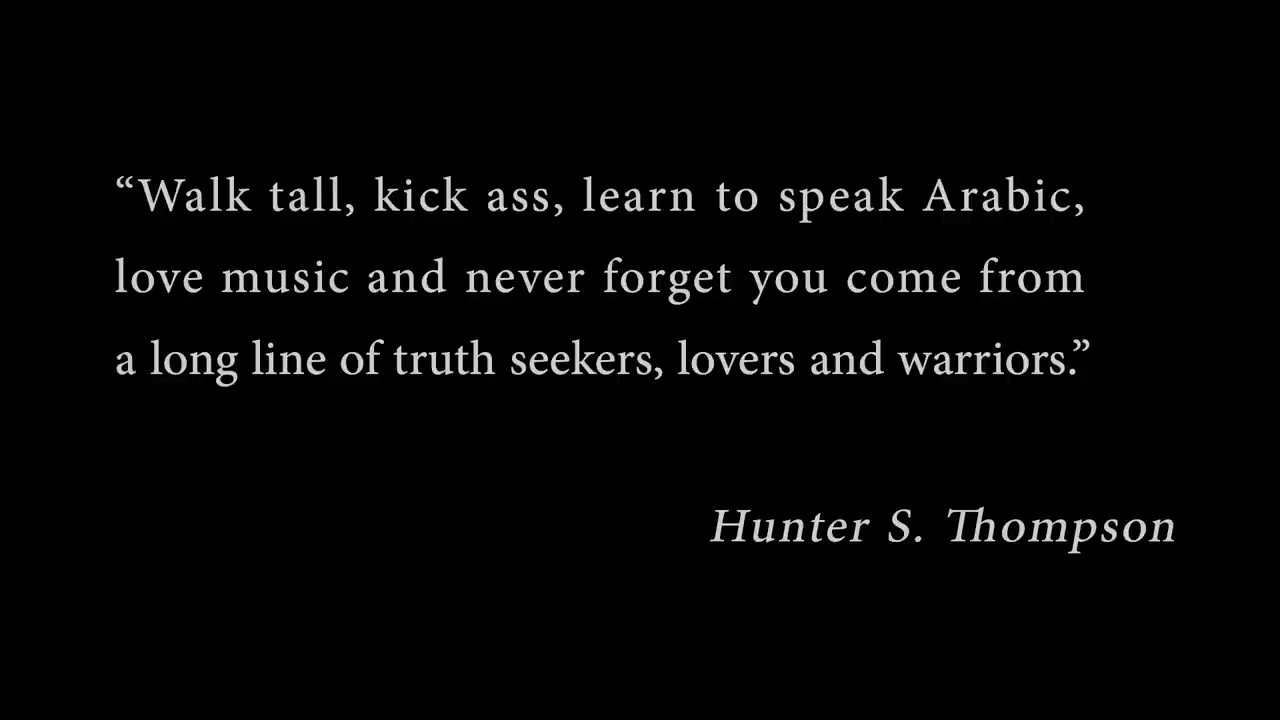 “Walk tall, kick ass, learn to speak Arabic,
love music and never forget you come from
a long line of truth seekers, lovers and warriors.”
Hunter S. Thompson